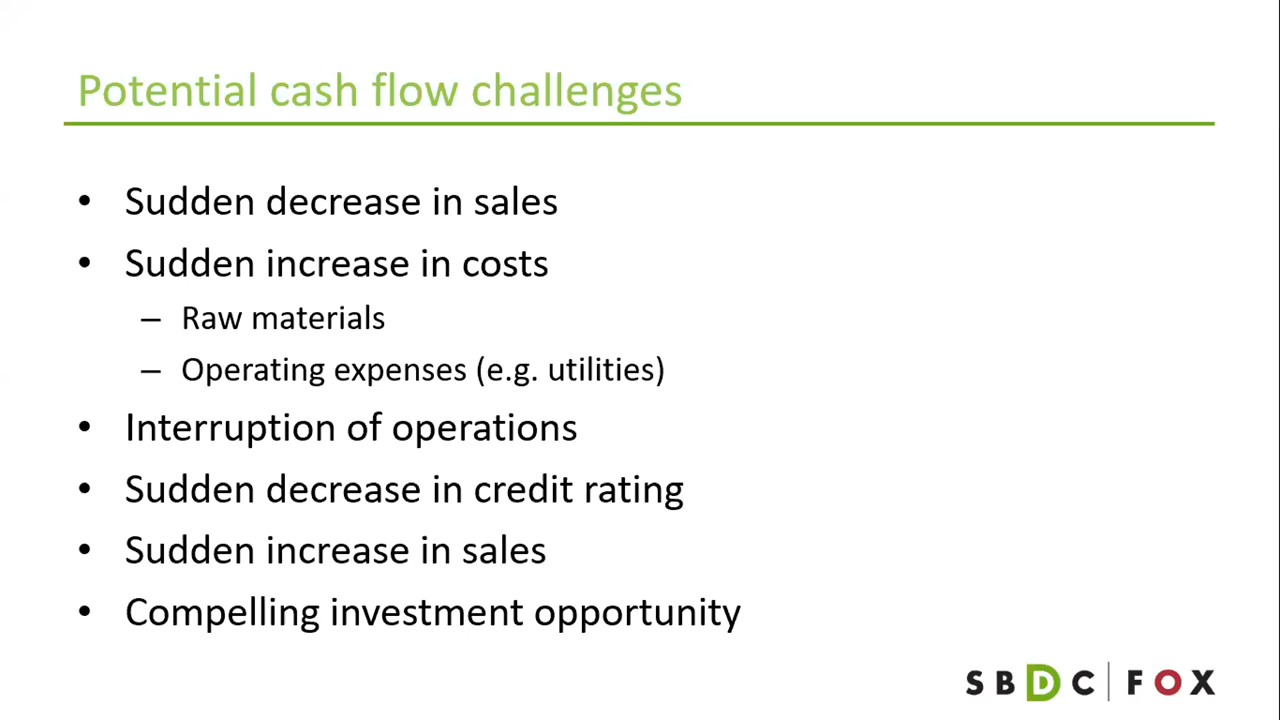 Potential cash flow challenges
• Sudden decrease in sales
• Sudden increase in costs
– Raw materials
– Operating expenses (e.g. utilities)
• Interruption of operations
• Sudden decrease in credit rating
• Sudden increase in sales
• Compelling investment opportunity
SBDC | FOX